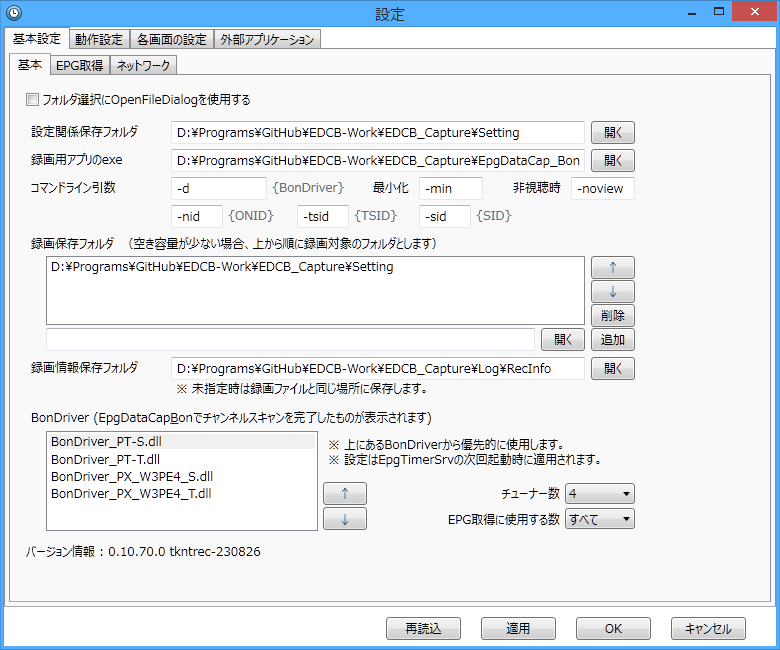 設定
基本設定 動作設定 各画面の設定 外部アプリケーション
基本 EPG取得 ネットワーク
フォルダ選択にOpenFileDialogを使用する
設定関係保存フォルダ D:¥Programs¥GitHub¥EDCB-Work¥EDCB_Capture¥Setting 開く
録画用アプリのexe D:¥Programs¥GitHub¥EDCB-Work¥EDCB_Capture¥EpgDataCap_Bon 開く
コマンドライン引数 -d {BonDriver} 最小化 -min 非視聴時 -noview
-nid {ONID} -tsid {TSID} -sid {SID}
録画保存フォルダ （空き容量が少ない場合、上から順に録画対象のフォルダとします）
D:¥Programs¥GitHub¥EDCB-Work¥EDCB_Capture¥Setting ↑
↓
削除
開く 追加
録画情報保存フォルダ D:¥Programs¥GitHub¥EDCB-Work¥EDCB_Capture¥Log¥RecInfo 開く
※ 未指定時は録画ファイルと同じ場所に保存します。
BonDriver (EpgDataCapBonでチャンネルスキャンを完了したものが表示されます)
BonDriver_PT-S.dll ※ 上にあるBonDriverから優先的に使用します。
BonDriver_PT-T.dll ※ 設定はEpgTimerSrvの次回起動時に適用されます。
BonDriver_PX_W3PE4_S.dll
BonDriver_PX_W3PE4_T.dll ↑ チューナー数 4
↓ EPG取得に使用する数 すべて
バージョン情報 : 0.10.70.0 tkntrec-230826
再読込 適用 OK キャンセル